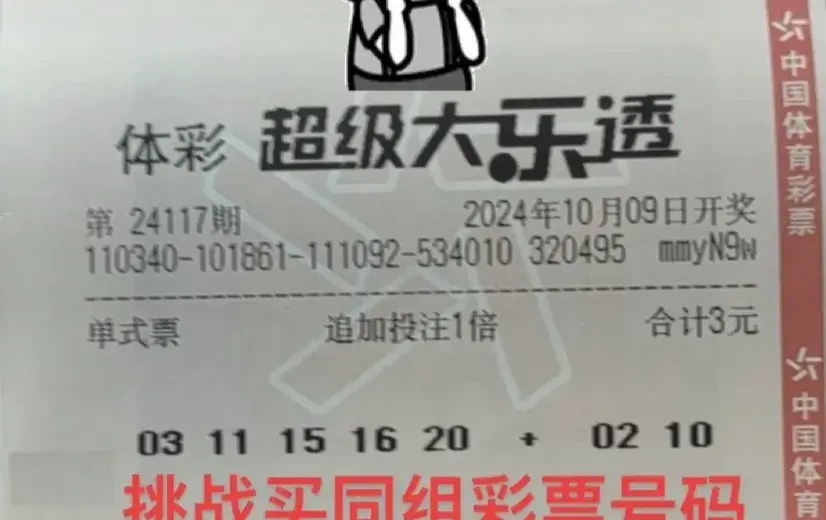 体彩 超级大乐透
第 24117期 2024年10月09日开奖
110340-101861-111092-534010 320495 mmyN9w
单式票 追加投注1倍 合计3元
03 11 15 16 20 + 02 10
挑战买同组彩票号码
中国体育彩票
中国体育